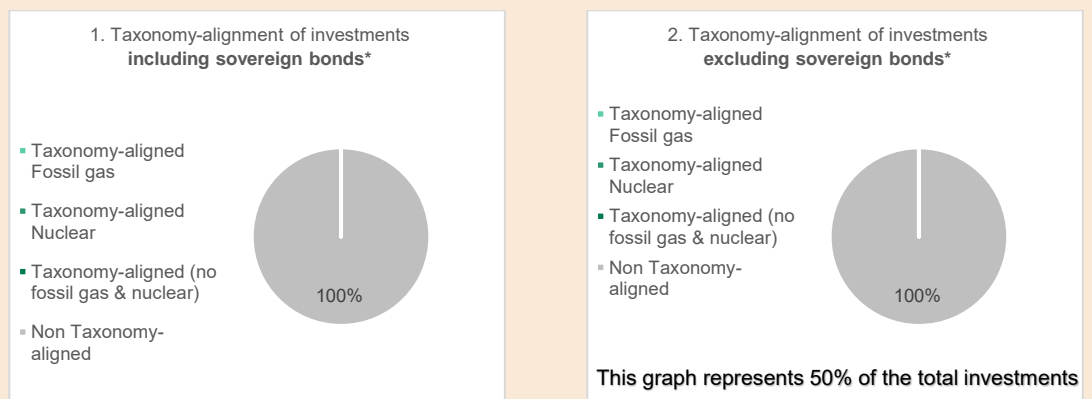 1. Taxonomy-alignment of investments
including sovereign bonds*
Taxonomy-aligned
Fossil gas
Taxonomy-aligned
Nuclear
Taxonomy-aligned (no
fossil gas & nuclear)
Non Taxonomy-
aligned
100%
2. Taxonomy-alignment of investments
excluding sovereign bonds*
Taxonomy-aligned
Fossil gas
Taxonomy-aligned
Nuclear
Taxonomy-aligned (no
fossil gas & nuclear)
Non Taxonomy-
aligned
100%
This graph represents 50% of the total investments